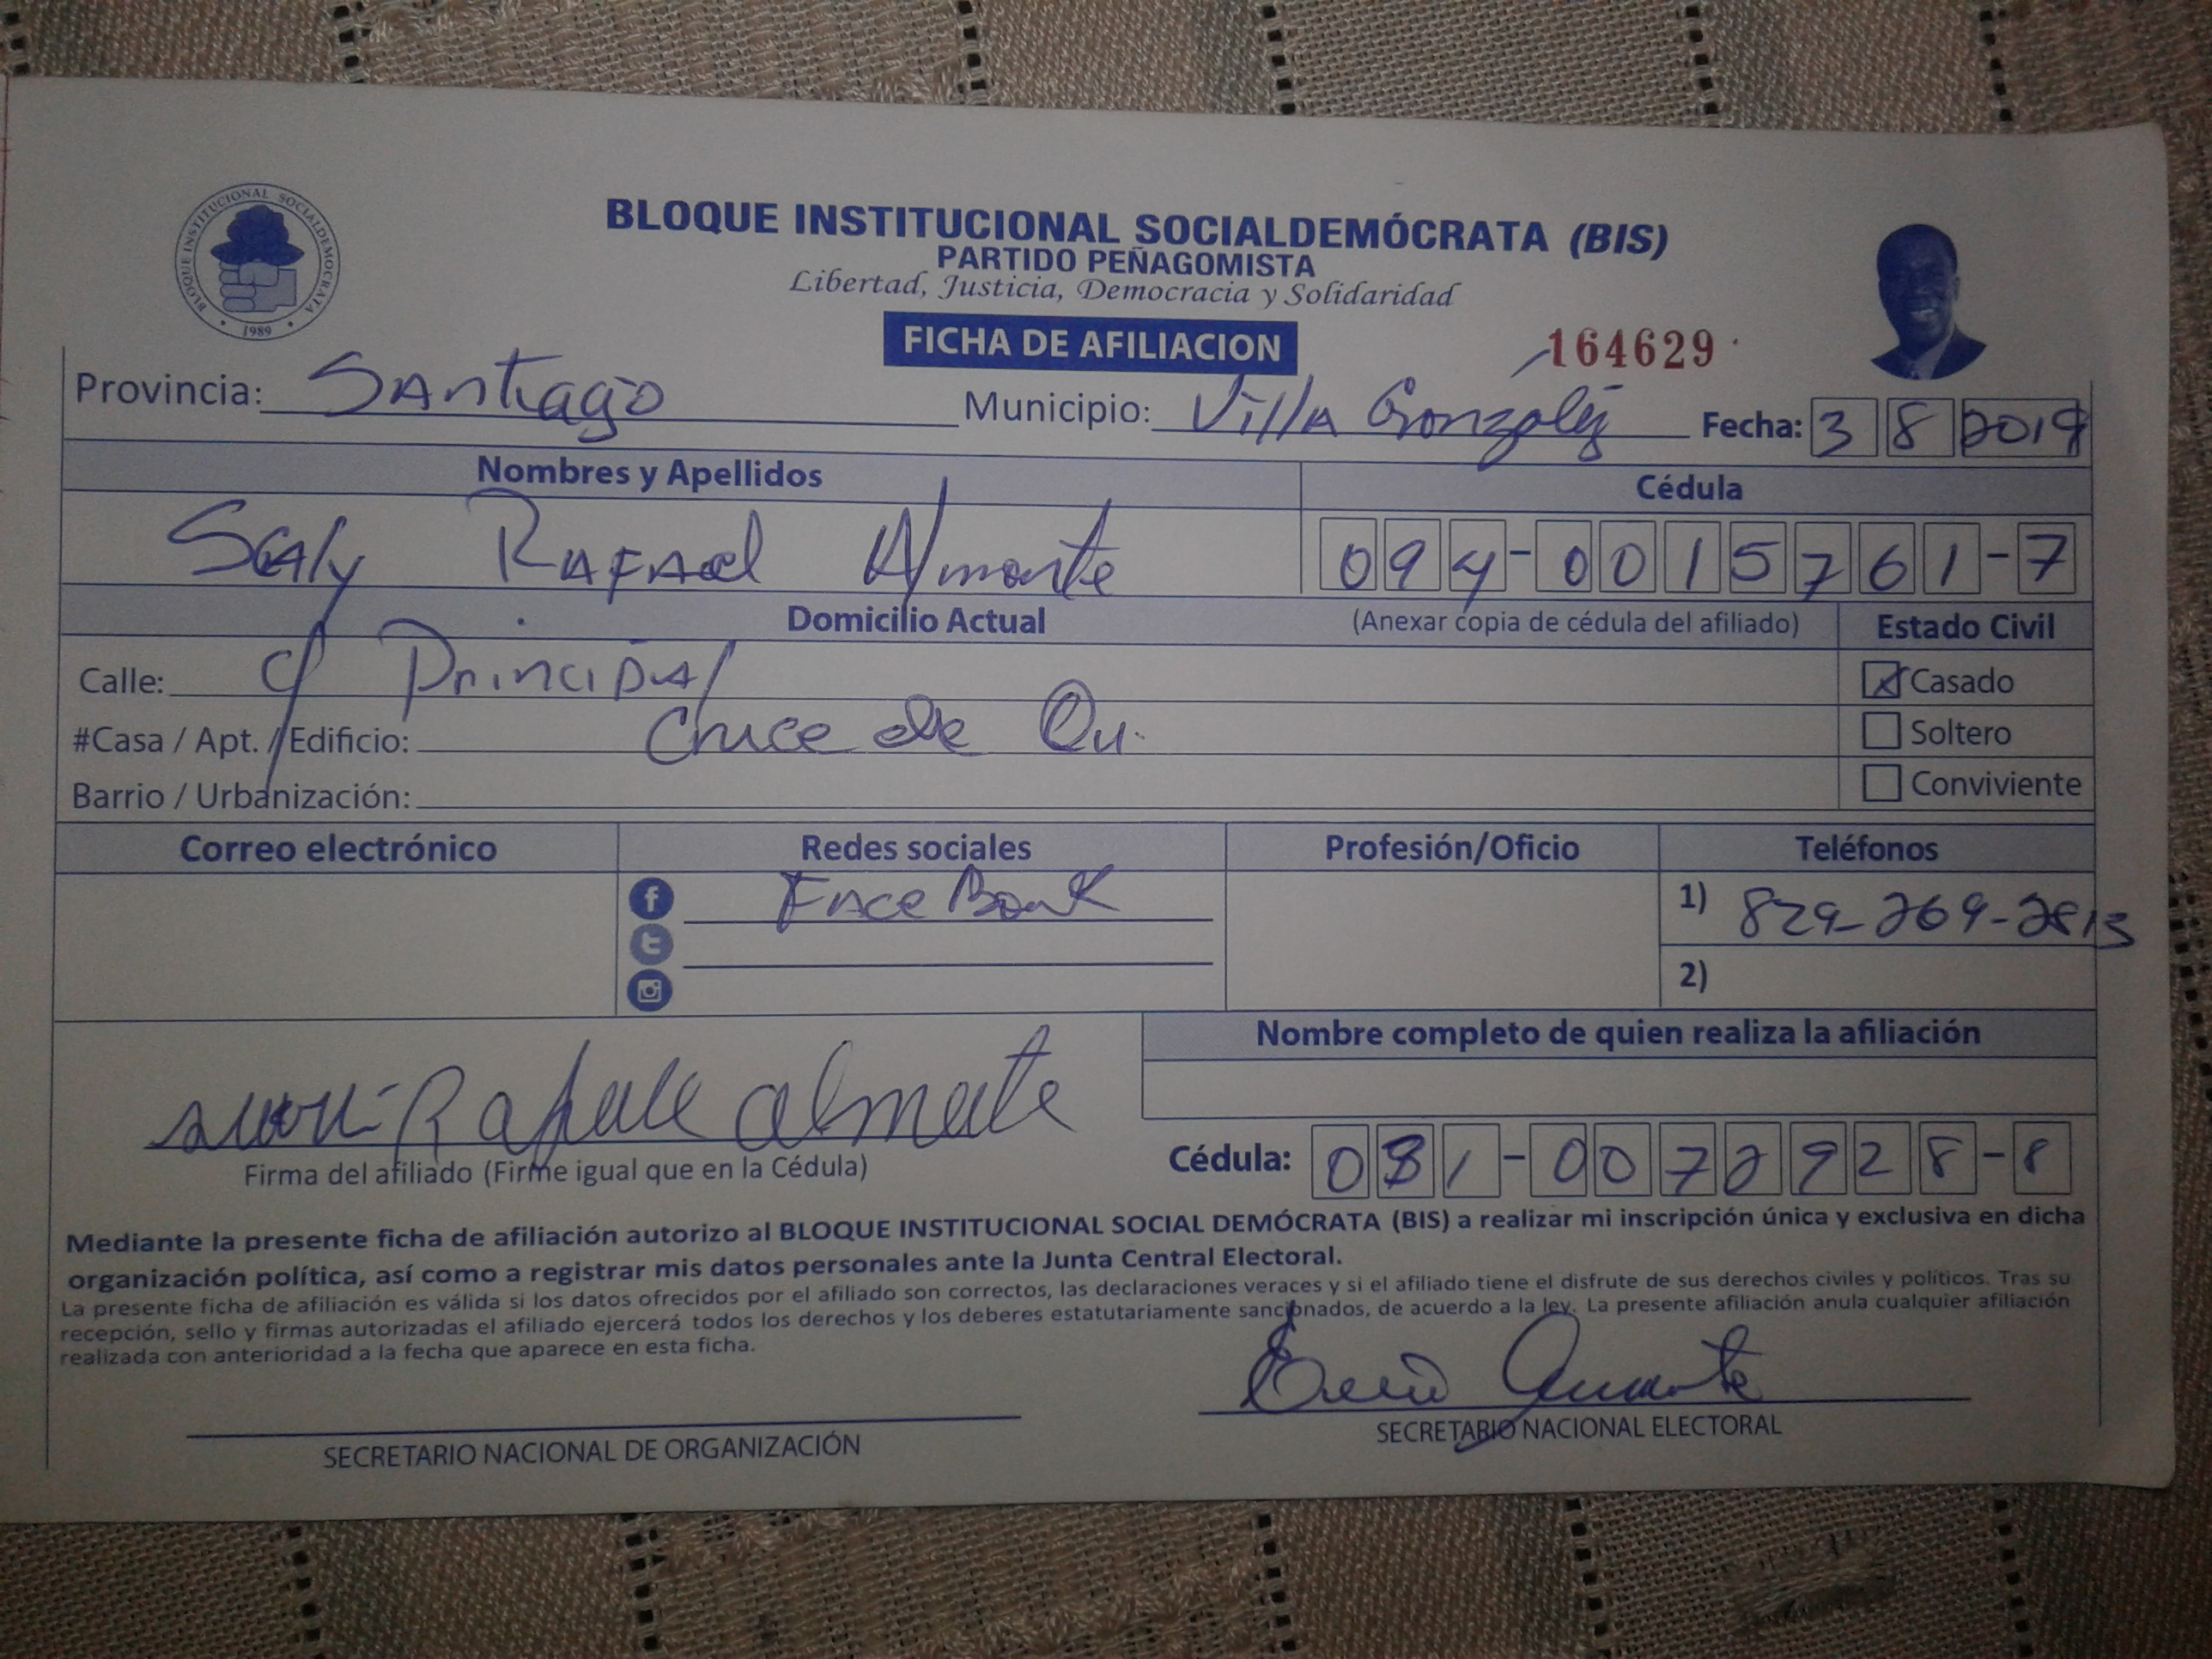 BLOQUE INSTITUCIONAL SOCIALDEMOCRATA
1989
BLOQUE INSTITUCIONAL SOCIALDEMÓCRATA (BIS)
PARTIDO PEÑAGOMISTA
Libertad, Justicia, Democracia y Solidaridad
FICHA DE AFILIACION
164629
Provincia: Santiago Municipio: Villa González Fecha: 3 8 2019
Nombres y Apellidos Cédula
Rafael Almonte 094-0015761-7
Domicilio Actual (Anexar copia de cédula del afiliado) Estado Civil
Calle: c/ Principal Casado
#Casa / Apt. / Edificio: Cruce de Qu. Soltero
Barrio / Urbanización: Conviviente
Correo electrónico Redes sociales Profesión/Oficio Teléfonos
Face Book 1) 829-269-2813
2)
Nombre completo de quien realiza la afiliación
Cédula: 031-0072928-8
Firma del afiliado (Firme igual que en la Cédula)
Mediante la presente ficha de afiliación autorizo al BLOQUE INSTITUCIONAL SOCIAL DEMÓCRATA (BIS) a realizar mi inscripción única y exclusiva en dicha
organización política, así como a registrar mis datos personales ante la Junta Central Electoral.
La presente ficha de afiliación es válida si los datos ofrecidos por el afiliado son correctos, las declaraciones veraces y si el afiliado tiene el disfrute de sus derechos civiles y políticos. Tras su
recepción, sello y firmas autorizadas el afiliado ejercerá todos los derechos y los deberes estatutariamente sancionados, de acuerdo a la ley. La presente afiliación anula cualquier afiliación
realizada con anterioridad a la fecha que aparece en esta ficha.
SECRETARIO NACIONAL DE ORGANIZACIÓN
SECRETARIO NACIONAL ELECTORAL